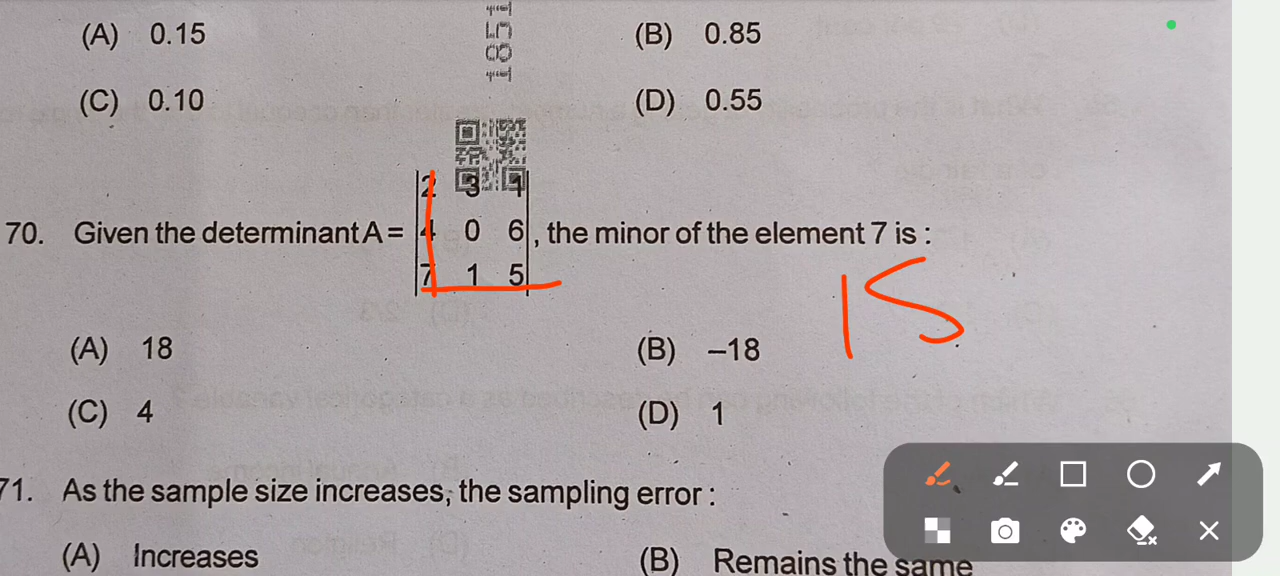 (A) 0.15 (B) 0.85
1851
(C) 0.10 (D) 0.55
2 3 1
70. Given the determinant A = 4 0 6 , the minor of the element 7 is :
7 1 5
15
(A) 18 (B) –18
(C) 4 (D) 1
71. As the sample size increases, the sampling error :
(A) Increases (B) Remains the same